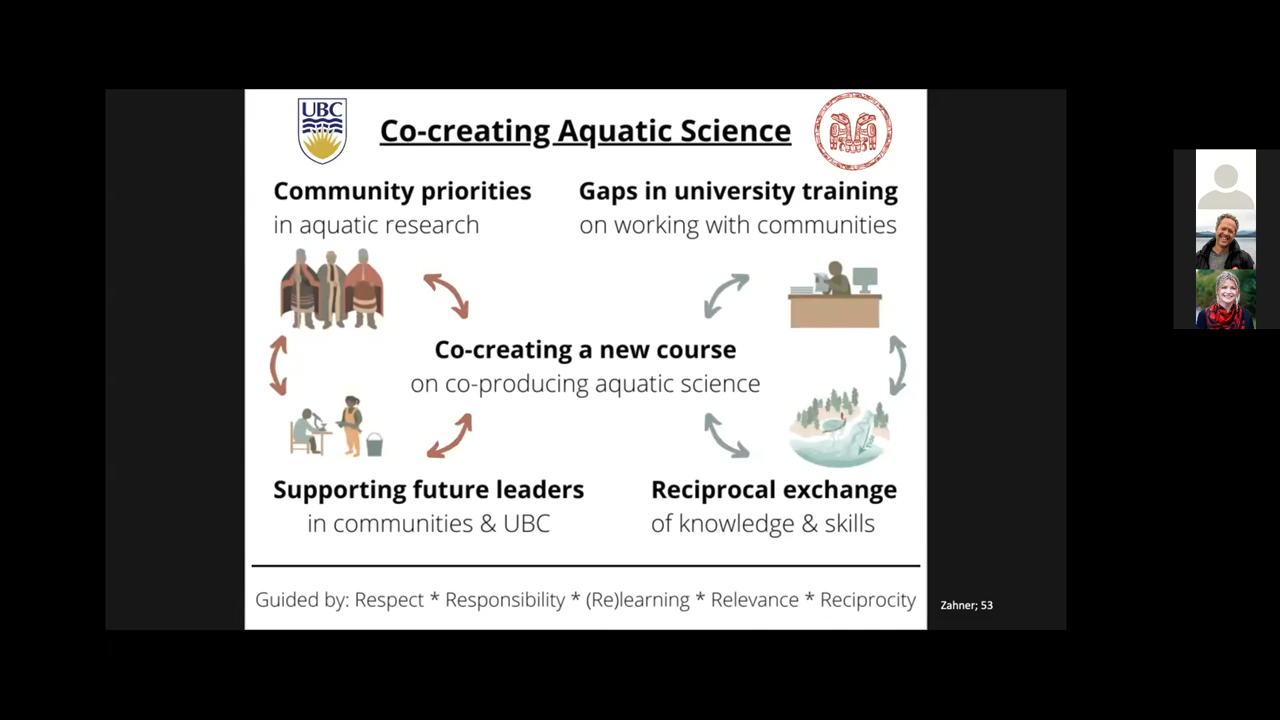 UBC
Co-creating Aquatic Science
Community priorities
in aquatic research
Gaps in university training
on working with communities
Co-creating a new course
on co-producing aquatic science
Supporting future leaders
in communities & UBC
Reciprocal exchange
of knowledge & skills
Guided by: Respect * Responsibility * (Re)learning * Relevance * Reciprocity
Zahner; 53